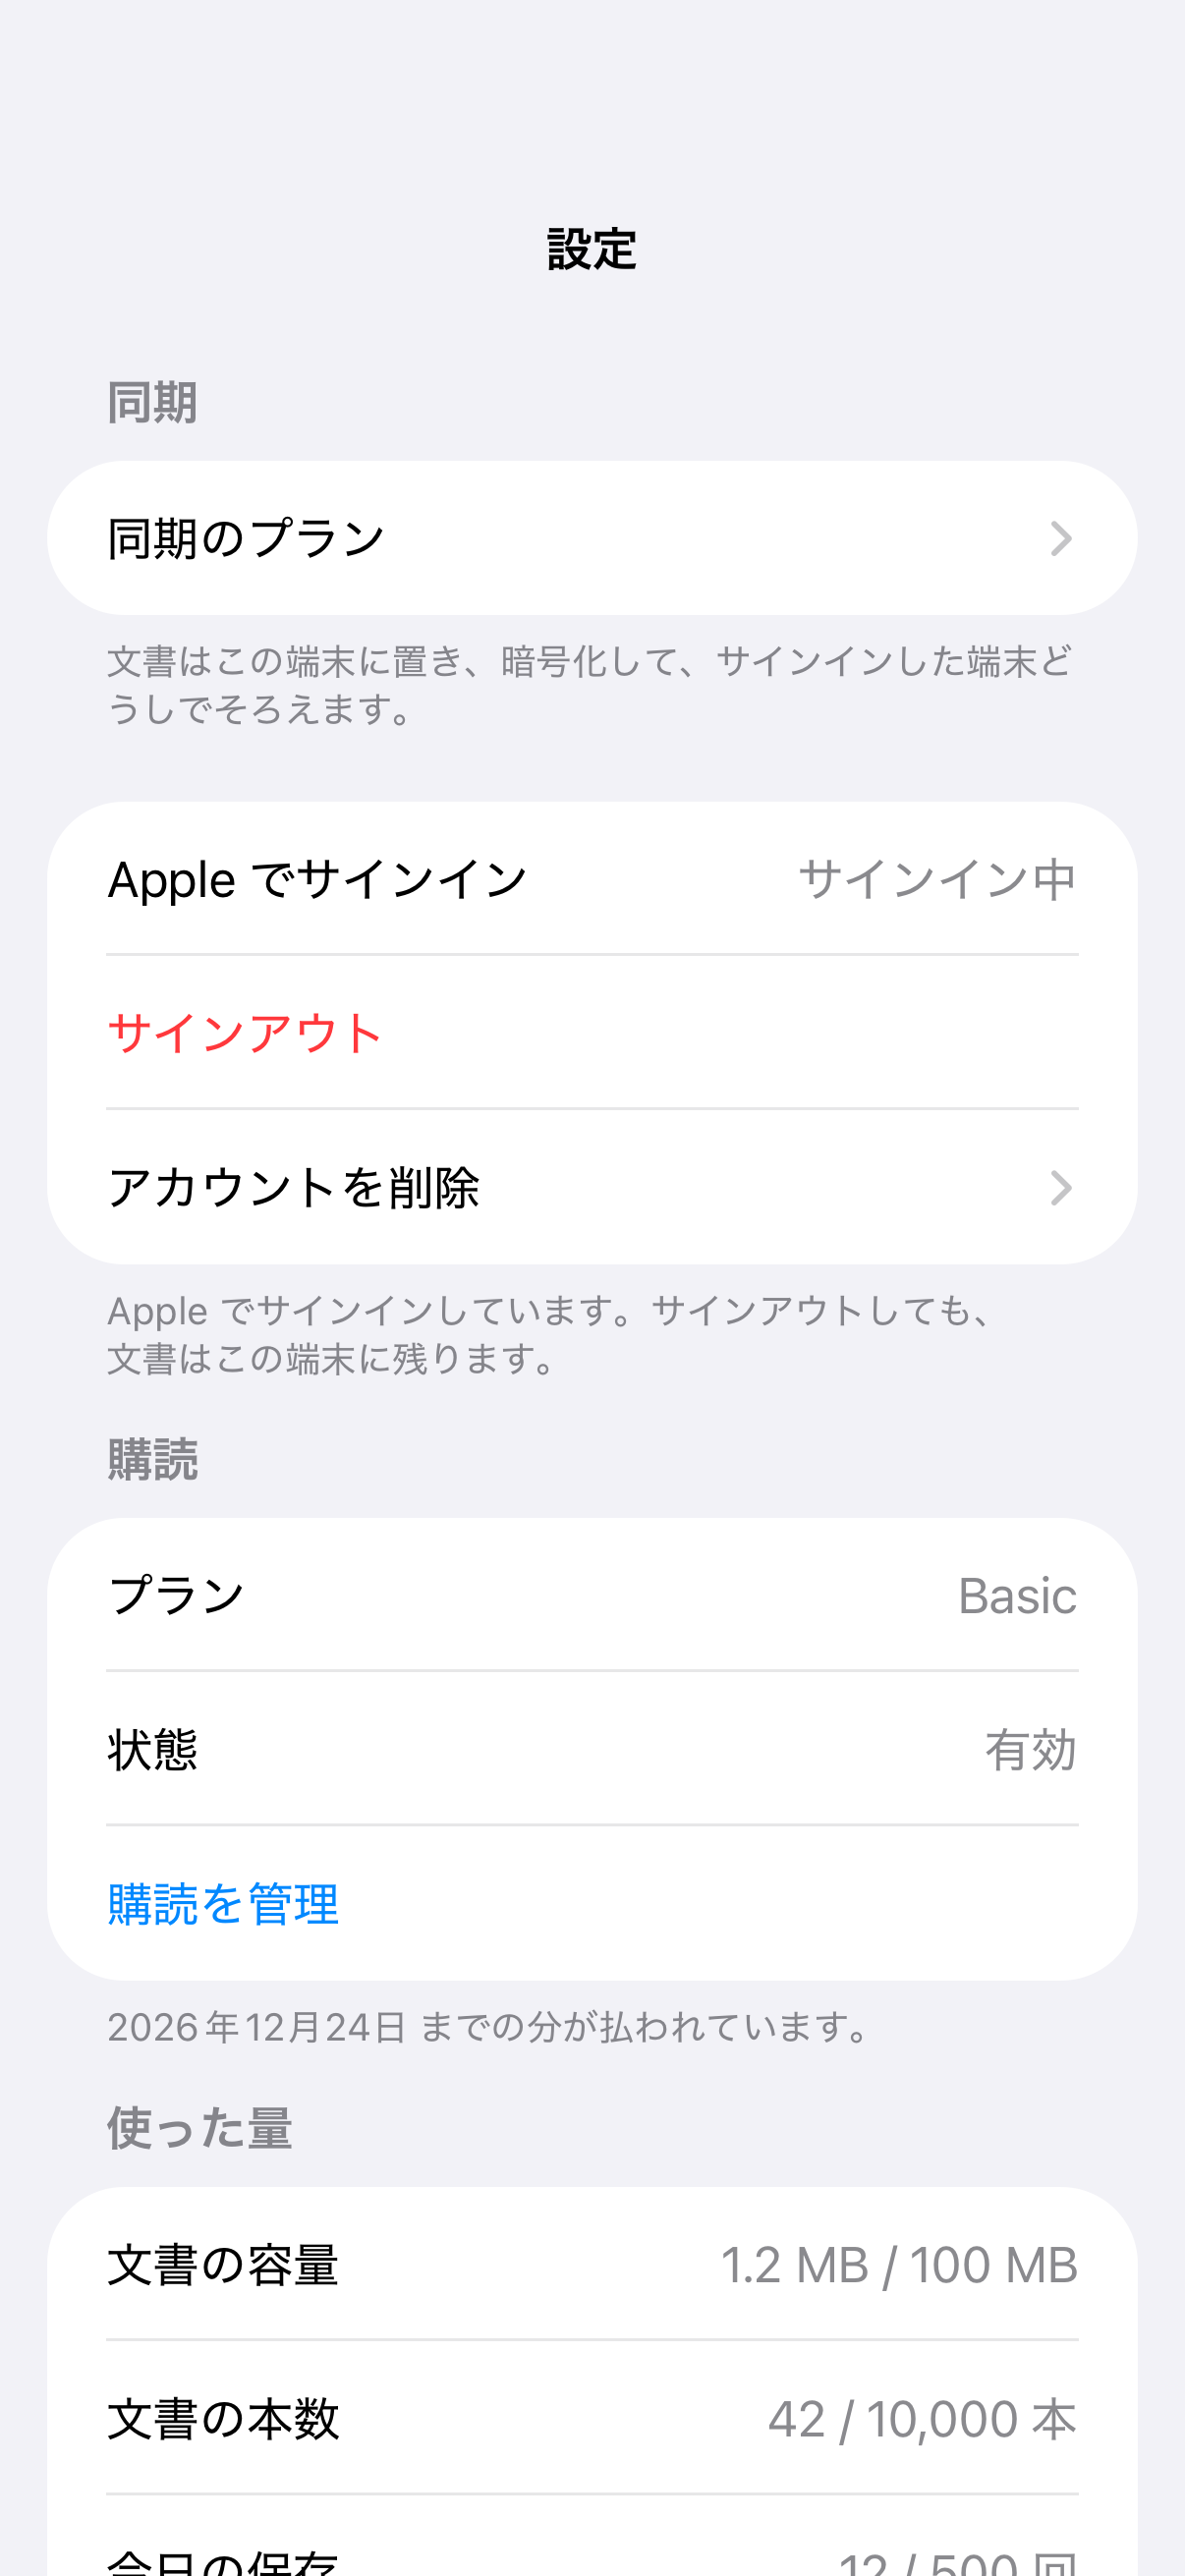 設定
同期
同期のプラン
文書はこの端末に置き、暗号化して、サインインした端末ど
うしでそろえます。
Apple でサインイン サインイン中
サインアウト
アカウントを削除
Apple でサインインしています。サインアウトしても、
文書はこの端末に残ります。
購読
プラン Basic
状態 有効
購読を管理
2026年12月24日 までの分が払われています。
使った量
文書の容量 1.2 MB / 100 MB
文書の本数 42 / 10,000 本
今日の保存 12 / 500 回